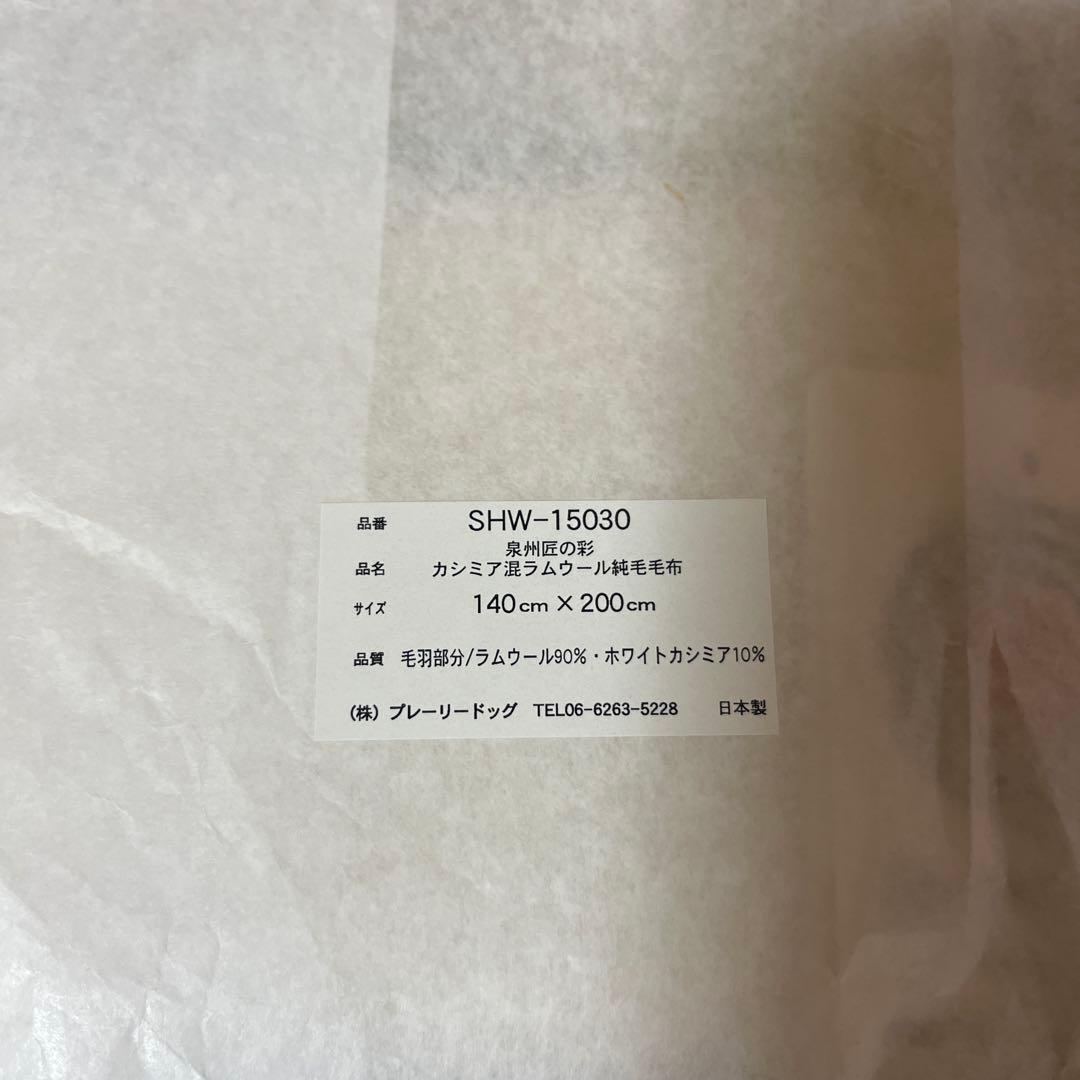 品番 SHW-15030
泉州匠の彩
品名 カシミア混ラムウール純毛毛布
サイズ 140cm×200cm
品質 毛羽部分/ラムウール90%・ホワイトカシミア10%
(株)プレーリードッグ TEL06-6263-5228 日本製